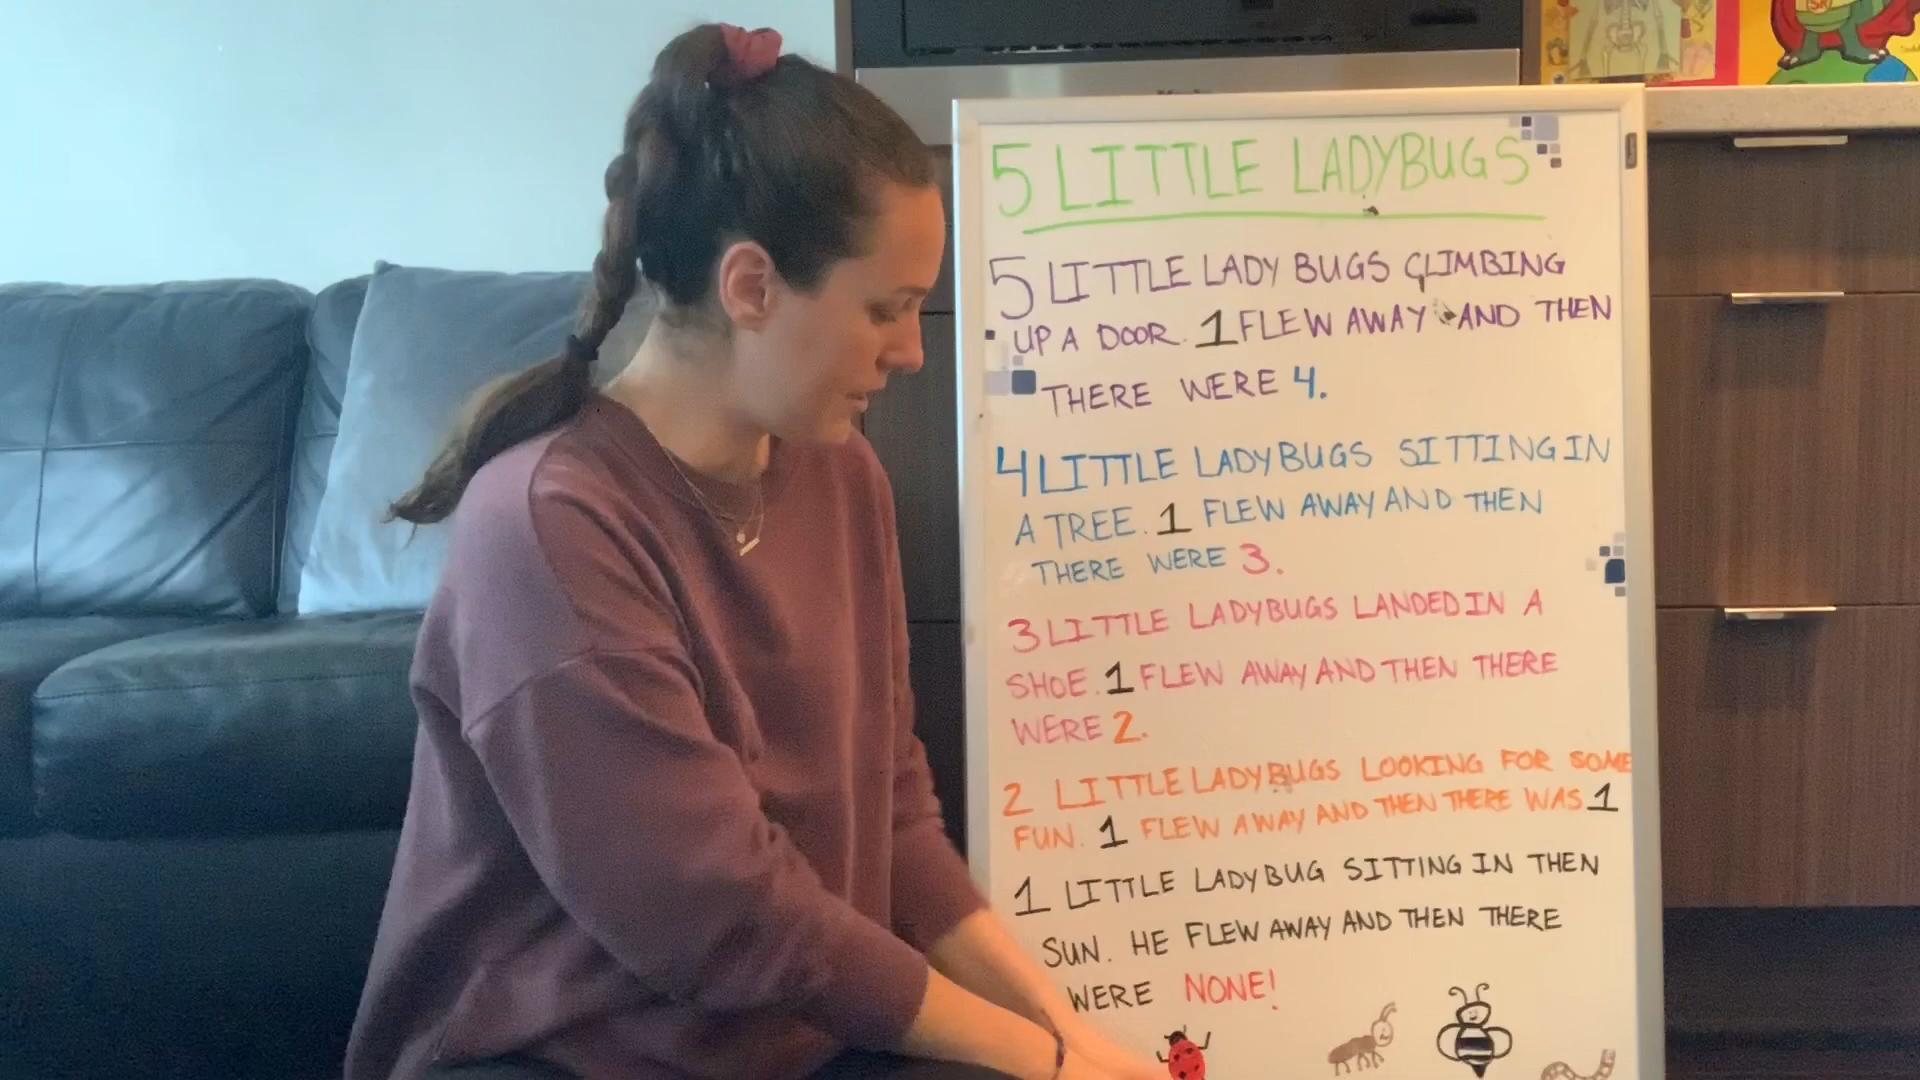 5 LITTLE LADYBUGS
5 LITTLE LADY BUGS CLIMBING
UP A DOOR. 1 FLEW AWAY AND THEN
THERE WERE 4.
4 LITTLE LADYBUGS SITTING IN
A TREE. 1 FLEW AWAY AND THEN
THERE WERE 3.
3 LITTLE LADYBUGS LANDED IN A
SHOE. 1 FLEW AWAY AND THEN THERE
WERE 2.
2 LITTLE LADYBUGS LOOKING FOR SOME
FUN. 1 FLEW AWAY AND THEN THERE WAS 1
1 LITTLE LADYBUG SITTING IN THEN
SUN. HE FLEW AWAY AND THEN THERE
WERE NONE!